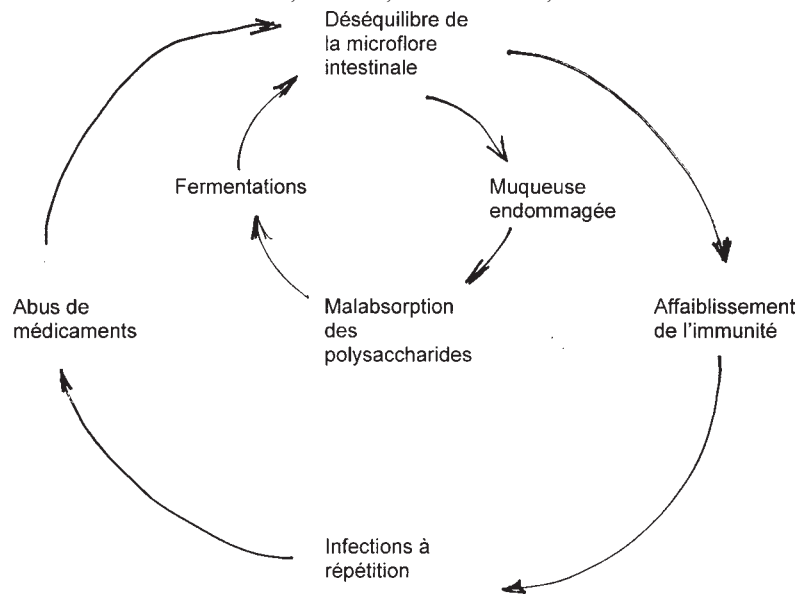 Déséquilibre de
la microflore
intestinale
Fermentations
Muqueuse
endommagée
Abus de
médicaments
Malabsorption
des
polysaccharides
Affaiblissement
de l'immunité
Infections à
répétition